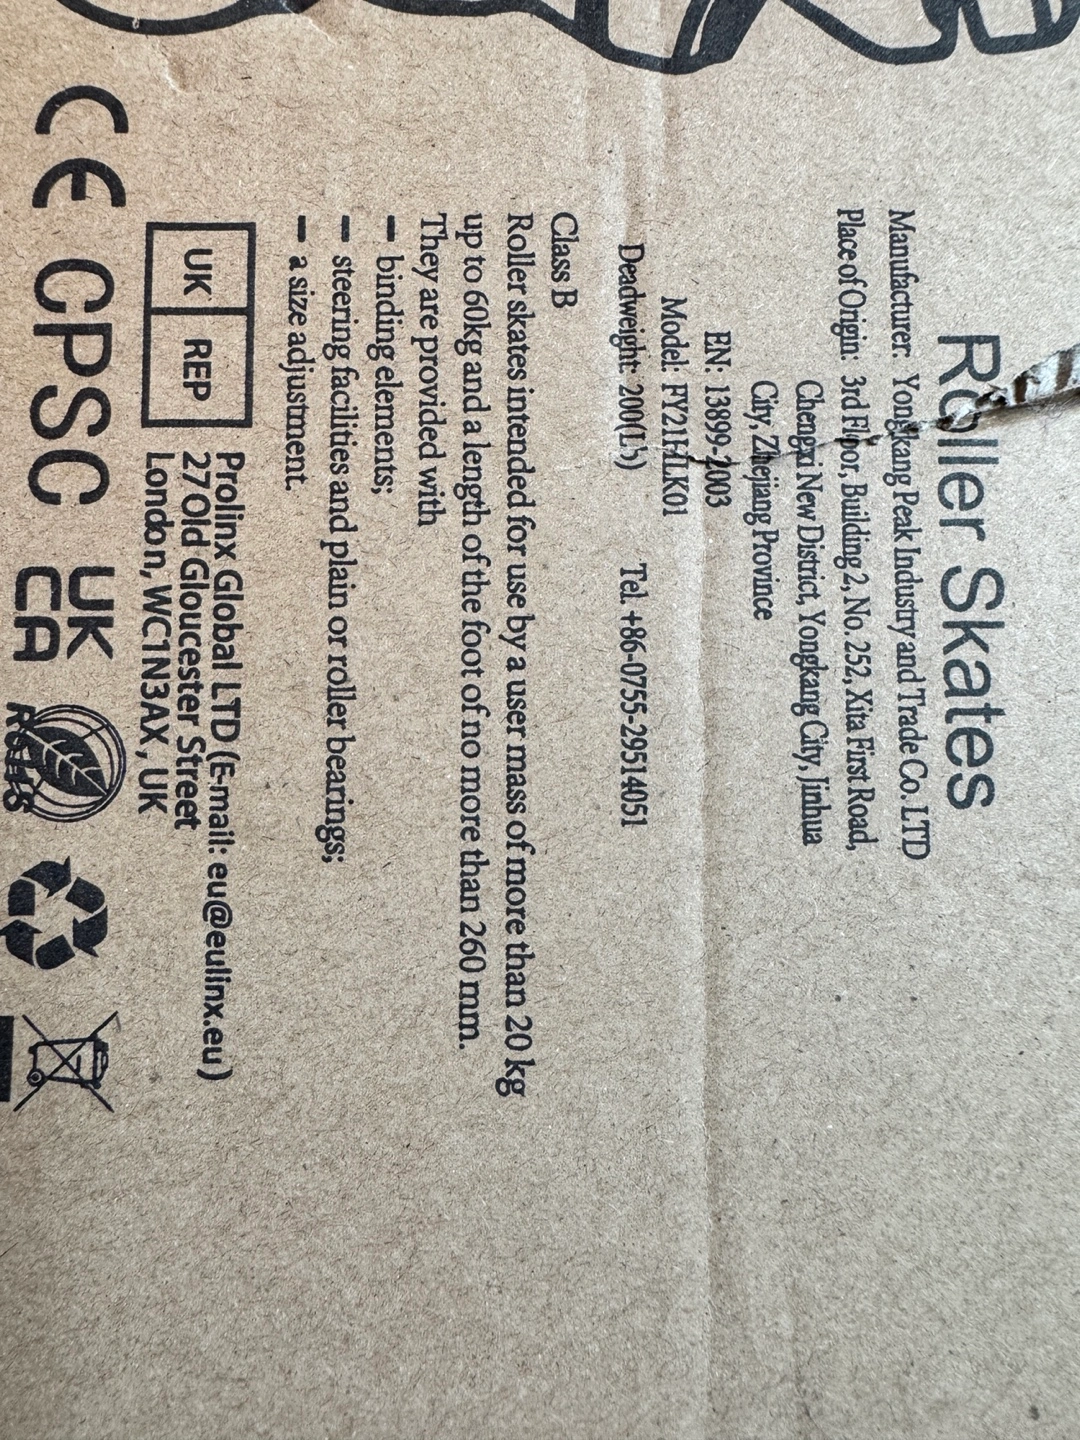 Roller Skates
Manufacturer: Yongkang Peak Industry and Trade Co. LTD
Place of Origin: 3rd Floor, Building 2, No. 252, Xita First Road,
Chengxi New District, Yongkang City, Jinhua
City, Zhejiang Province
EN: 13899-2003
Model: FY21HLLK01
Deadweight: 200(Lb) Tel. +86-0755-29514051
Class B
Roller skates intended for use by a user mass of more than 20 kg
up to 60kg and a length of the foot of no more than 260 mm.
They are provided with
– binding elements;
– steering facilities and plain or roller bearings;
– a size adjustment.
UK REP
Prolinx Global LTD (E-mail: eu@eulinx.eu)
27 Old Gloucester Street
London, WC1N3AX, UK
CE CPSC UK
CA
RoHS